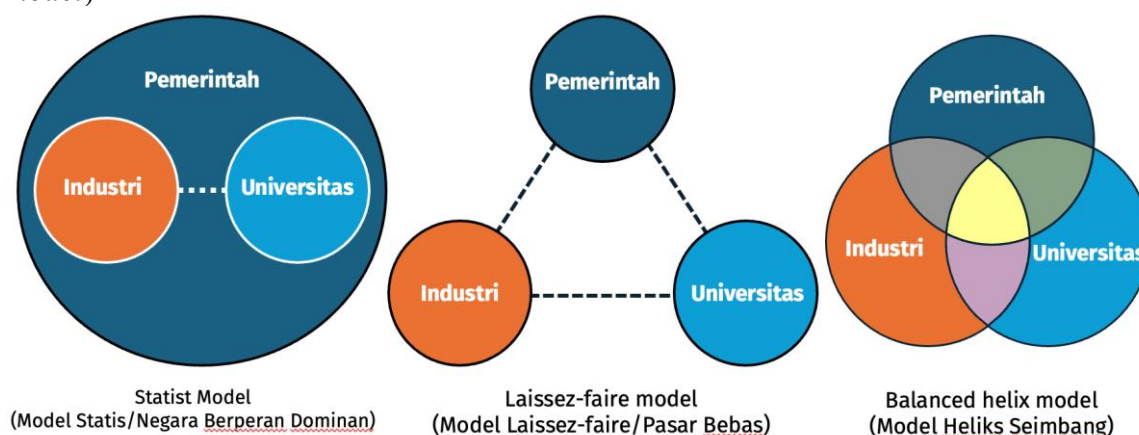 Pemerintah
Industri
Universitas
Statist Model
(Model Statis/Negara Berperan Dominan)
Pemerintah
Industri
Universitas
Laissez-faire model
(Model Laissez-faire/Pasar Bebas)
Pemerintah
Industri
Universitas
Balanced helix model
(Model Heliks Seimbang)